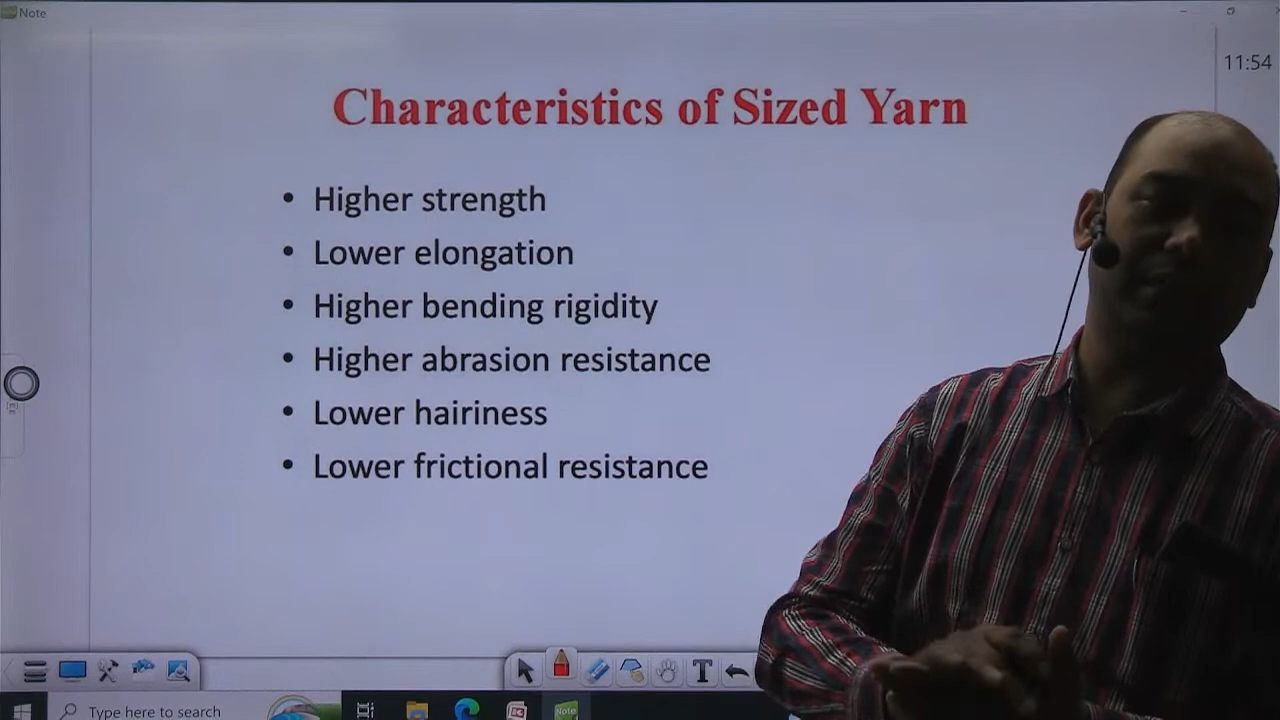 Note
11:54
Characteristics of Sized Yarn
• Higher strength
• Lower elongation
• Higher bending rigidity
• Higher abrasion resistance
• Lower hairiness
• Lower frictional resistance
T
Type here to search
Note